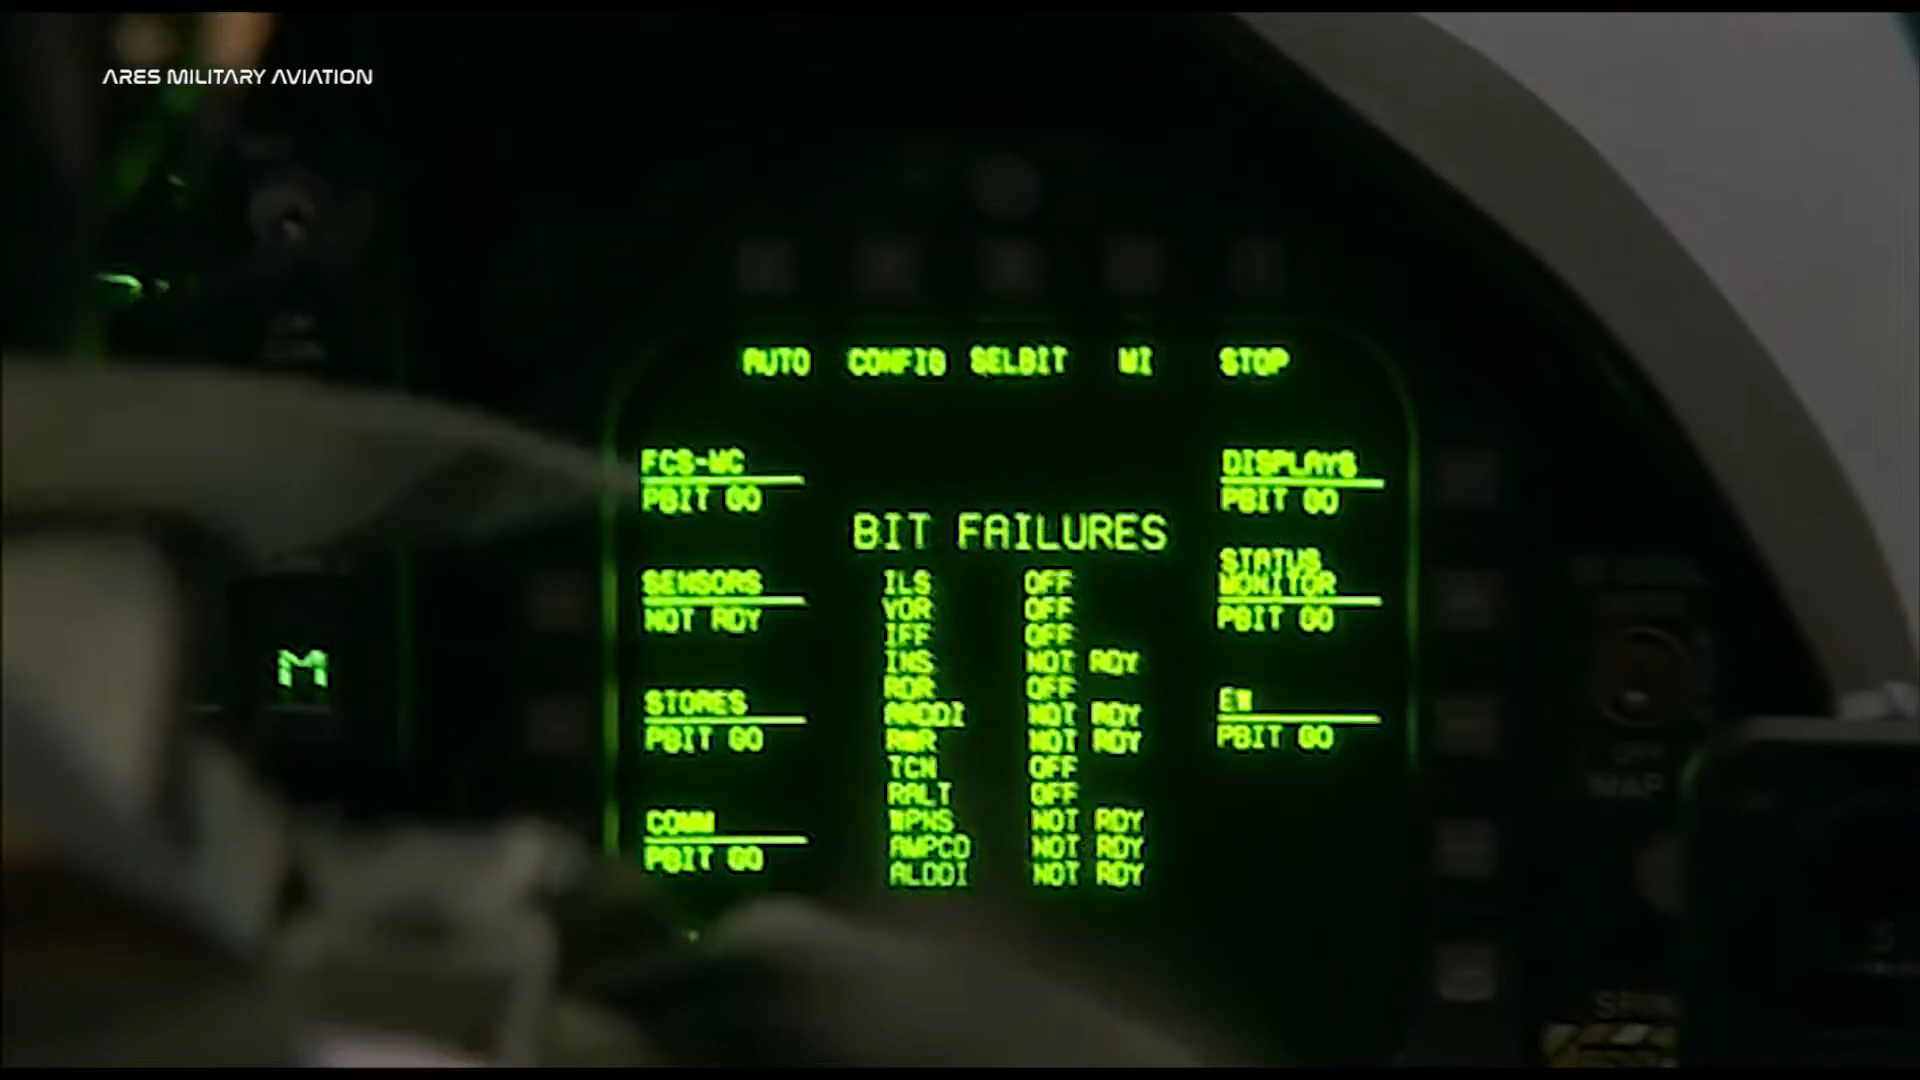 ARES MILITARY AVIATION
AUTO CONFIG SELBIT MI STOP
FCS-MC
PBIT GO
DISPLAYS
PBIT GO
BIT FAILURES
SENSORS
NOT RDY
STATUS
MONITOR
PBIT GO
ILS OFF
VOR OFF
IFF OFF
INS NOT RDY
RDR OFF
ARDDI NOT RDY
RWR NOT RDY
TCN OFF
RALT OFF
MPWS NOT RDY
AMPCD NOT RDY
ALDDI NOT RDY
STORES
PBIT GO
EW
PBIT GO
COMM
PBIT GO
M
MAP